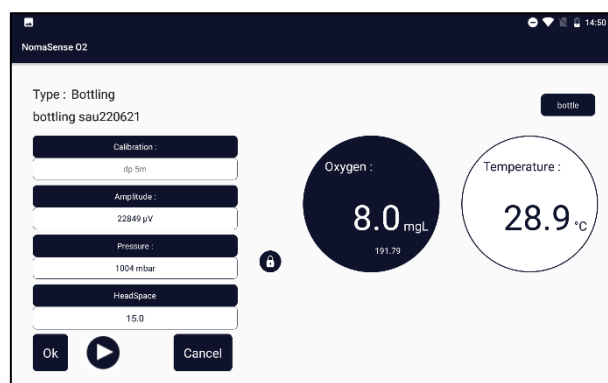 14:50
NomaSense O2
Type : Bottling
bottling sau220621
bottle
Calibration :
dp 5m
Amplitude :
22849 µV
Pressure :
1004 mbar
HeadSpace
15.0
Ok
Cancel
Oxygen :
8.0 mgL
191.79
Temperature :
28.9 °C